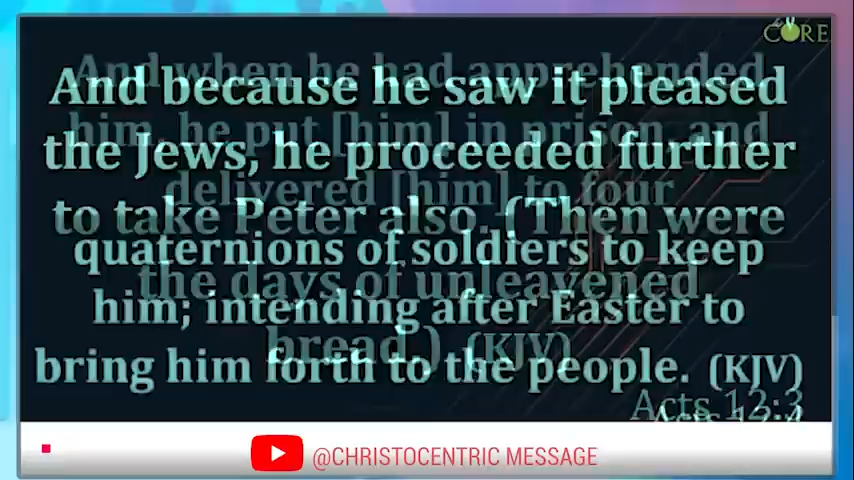 CORE
And because he saw it pleased
the Jews, he proceeded further
to take Peter also. (Then were
the days of unleavened
bread.) (KJV)
Acts 12:3
And when he had apprehended
him, he put [him] in prison, and
delivered [him] to four
quaternions of soldiers to keep
him; intending after Easter to
bring him forth to the people. (KJV)
Acts 12:4
@CHRISTOCENTRIC MESSAGE